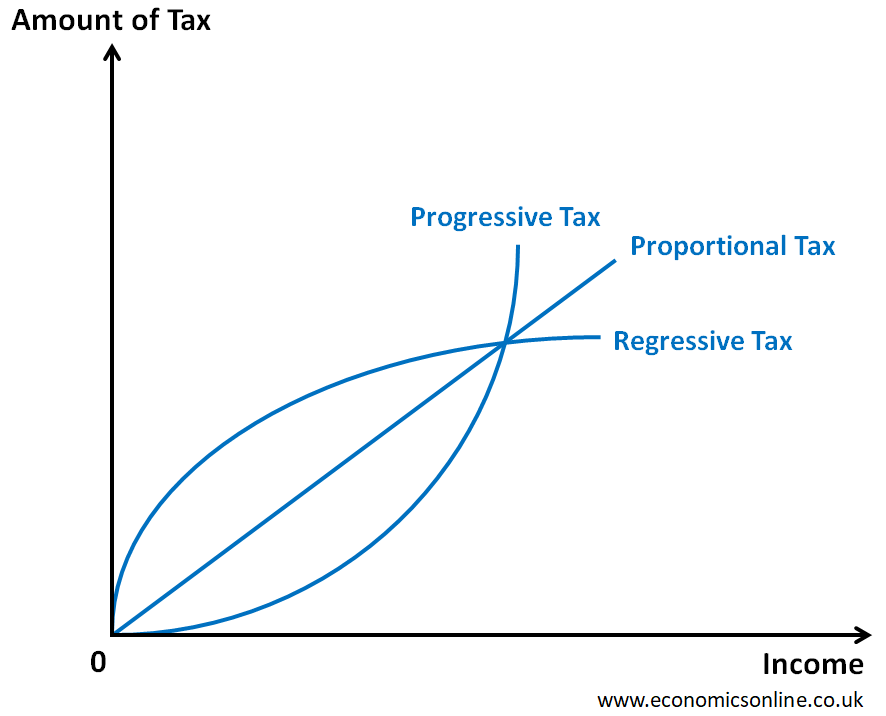 Amount of Tax
Progressive Tax
Proportional Tax
Regressive Tax
0
Income
www.economicsonline.co.uk